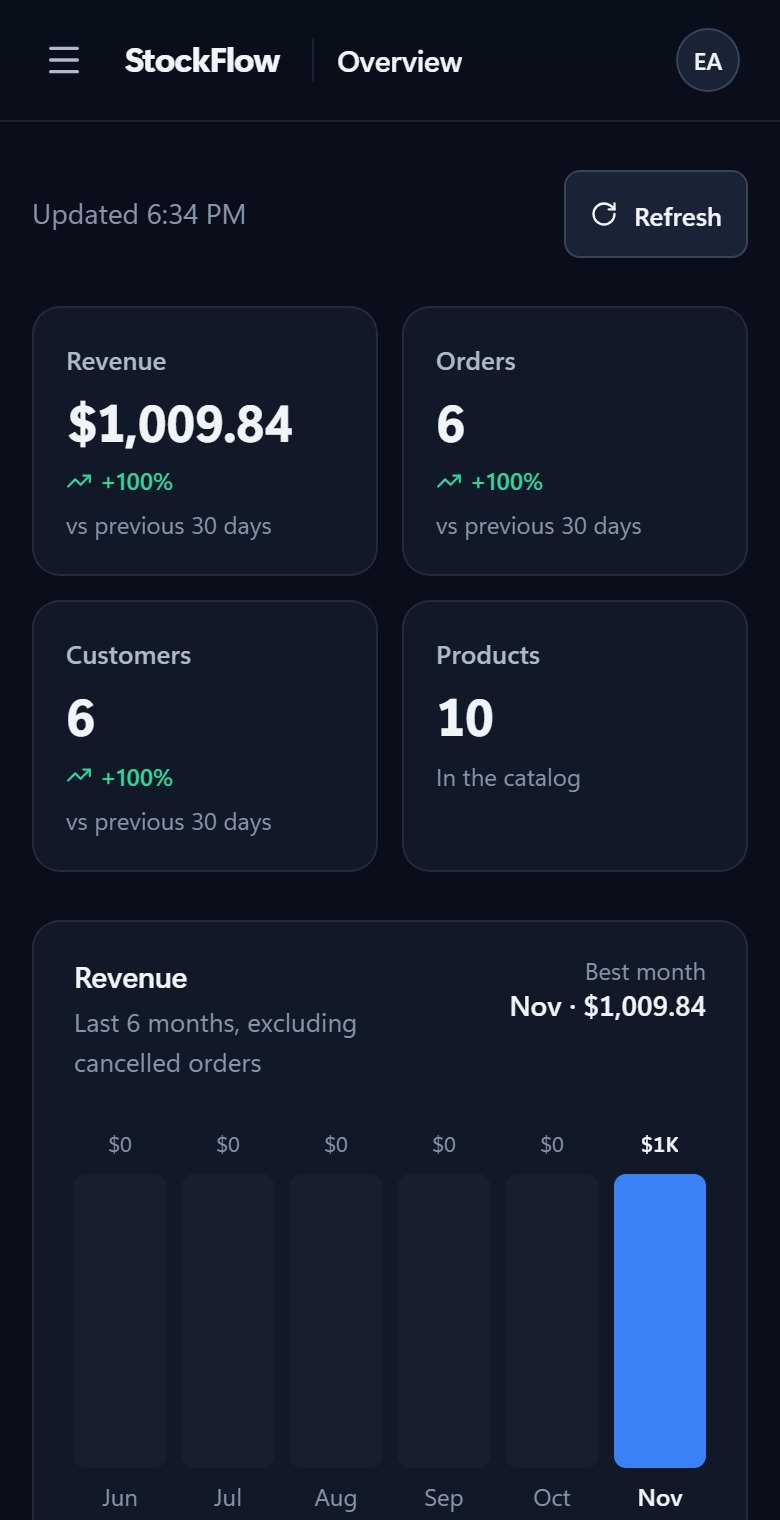 StockFlow
Overview
EA
Updated 6:34 PM
Refresh
Revenue
$1,009.84
+100%
vs previous 30 days
Orders
6
+100%
vs previous 30 days
Customers
6
+100%
vs previous 30 days
Products
10
In the catalog
Revenue
Last 6 months, excluding
cancelled orders
Best month
Nov · $1,009.84
$0 $0 $0 $0 $0 $1K
Jun Jul Aug Sep Oct Nov